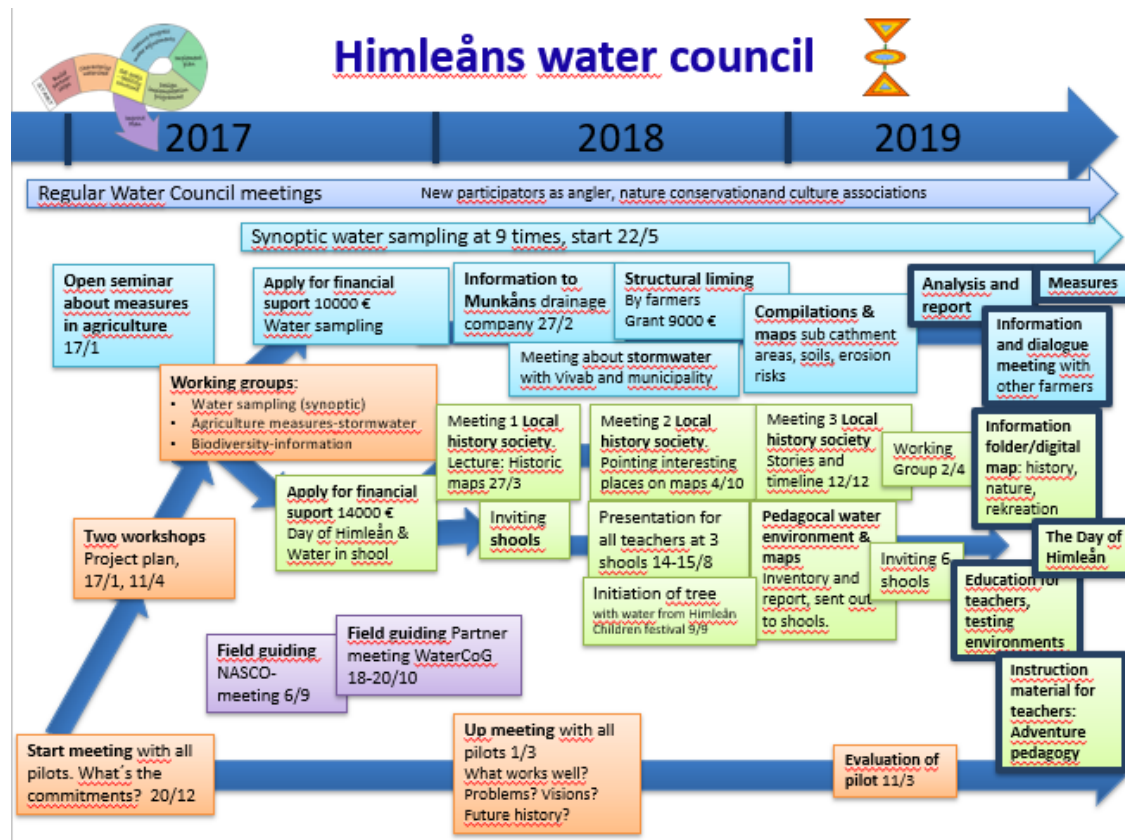 Himleåns water council
START
Implement
plan
2017
2018
2019
Regular Water Council meetings
New participators as angler, nature conservationand culture associations
Synoptic water sampling at 9 times, start 22/5
Open seminar
about measures
in agriculture
17/1
Apply for financial
suport 10000 €
Water sampling
Information to
Munkåns drainage
company 27/2
Structural liming
By farmers
Grant 9000 €
Compilations &
maps sub cathment
areas, soils, erosion
risks
Analysis and
report
Measures
Meeting about stormwater
with Vivab and municipality
Information
and dialogue
meeting with
other farmers
Working groups:
• Water sampling (synoptic)
• Agriculture measures-stormwater
• Biodiversity-information
Meeting 1 Local
history society.
Lecture: Historic
maps 27/3
Meeting 2 Local
history society.
Pointing interesting
places on maps 4/10
Meeting 3 Local
history society
Stories and
timeline 12/12
Working
Group 2/4
Information
folder/digital
map: history,
nature,
rekreation
Apply for financial
support 14000 €
Day of Himleån &
Water in shool
Inviting
shools
Presentation for
all teachers at 3
shools 14-15/8
Pedagocal water
environment &
maps
Inventory and
report, sent out
to shools.
Inviting 6
shools
The Day of
Himleån
Two workshops
Project plan,
17/1, 11/4
Initiation of tree
with water from Himleån
Children festival 9/9
Education for
teachers,
testing
environments
Field guiding
NASCO-
meeting 6/9
Field guiding Partner
meeting WaterCoG
18-20/10
Instruction
material for
teachers:
Adventure
pedagogy
Start meeting with all
pilots. What´s the
commitments? 20/12
Up meeting with all
pilots 1/3
What works well?
Problems? Visions?
Future history?
Evaluation of
pilot 11/3